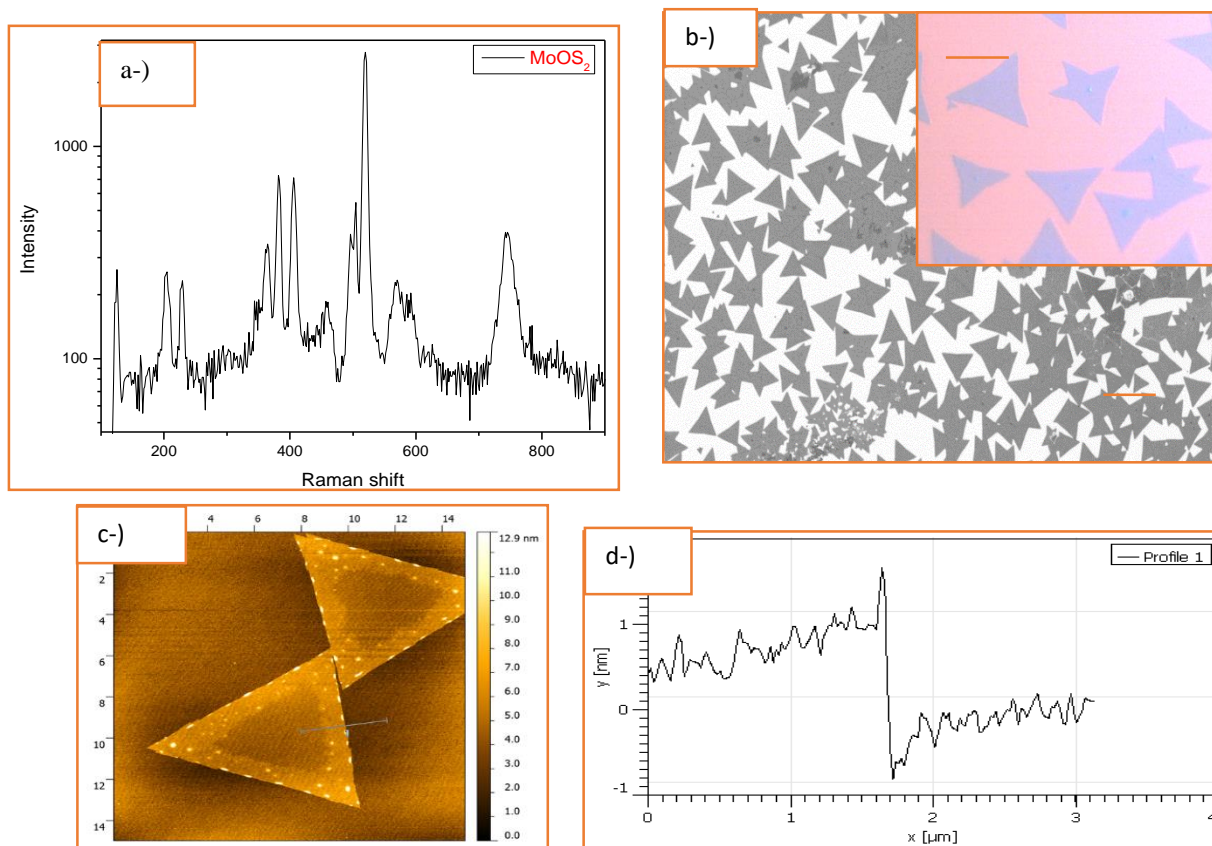 a-)
MoOS2
1000
100
Intensity
200
400
600
800
Raman shift
b-)
c-)
4 6 8 10 14
2
4
6
8
10
12
14
12.9 nm
11.0
10.0
9.0
8.0
7.0
6.0
5.0
4.0
3.0
2.0
1.0
0.0
d-)
Profile 1
1
0
-1
y [nm]
0 1 2 3 4
x [µm]